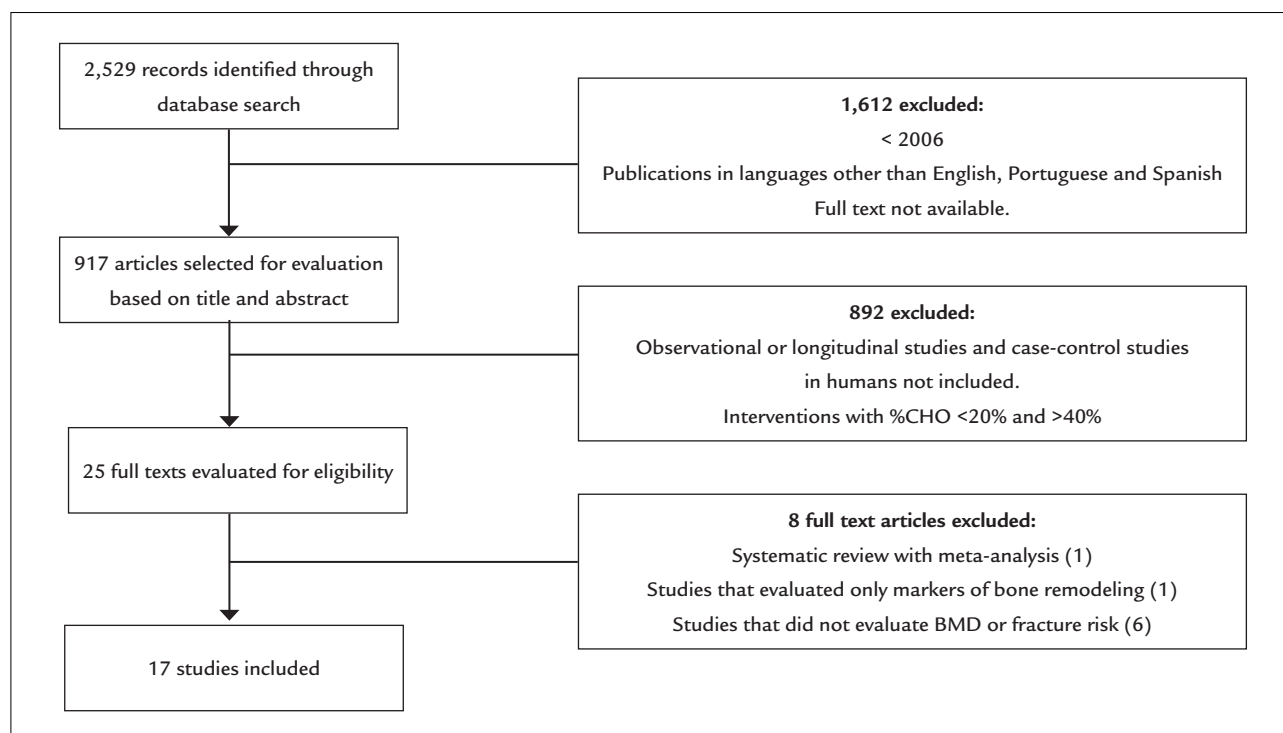 2,529 records identified through
database search
1,612 excluded:
< 2006
Publications in languages other than English, Portuguese and Spanish
Full text not available.
917 articles selected for evaluation
based on title and abstract
892 excluded:
Observational or longitudinal studies and case-control studies
in humans not included.
Interventions with %CHO <20% and >40%
25 full texts evaluated for eligibility
8 full text articles excluded:
Systematic review with meta-analysis (1)
Studies that evaluated only markers of bone remodeling (1)
Studies that did not evaluate BMD or fracture risk (6)
17 studies included